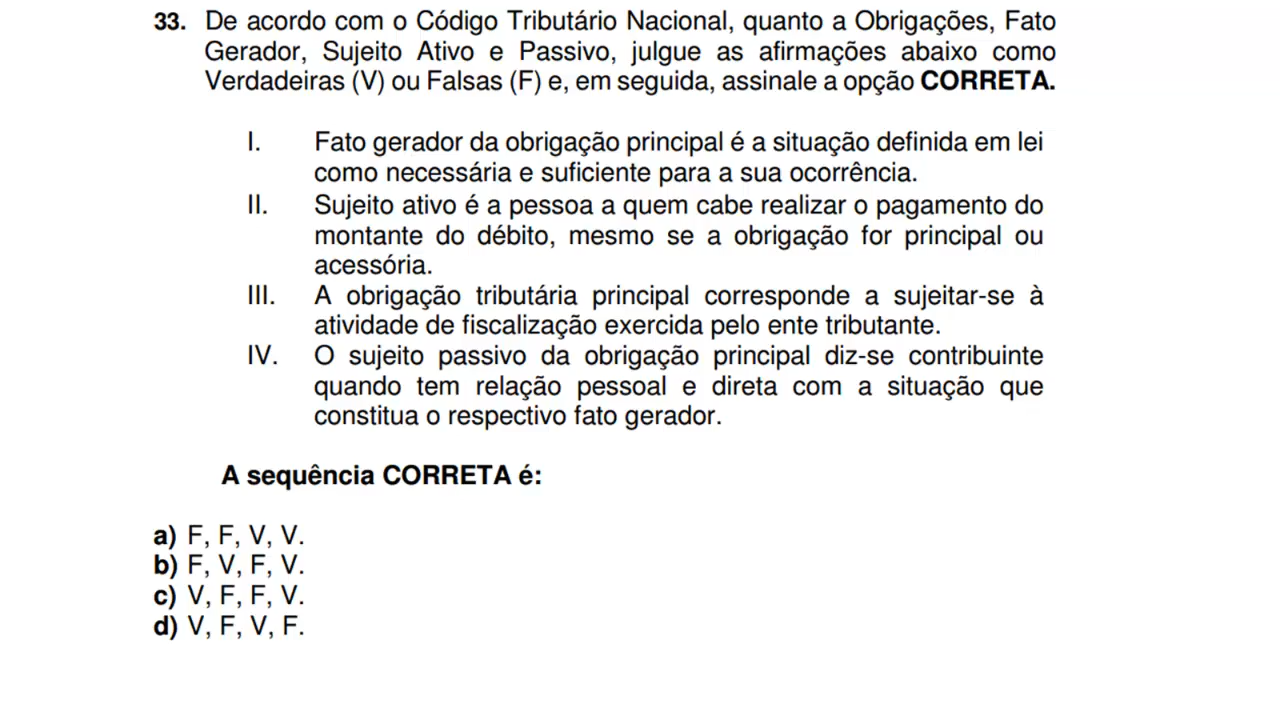 33. De acordo com o Código Tributário Nacional, quanto a Obrigações, Fato
Gerador, Sujeito Ativo e Passivo, julgue as afirmações abaixo como
Verdadeiras (V) ou Falsas (F) e, em seguida, assinale a opção CORRETA.
I. Fato gerador da obrigação principal é a situação definida em lei
como necessária e suficiente para a sua ocorrência.
II. Sujeito ativo é a pessoa a quem cabe realizar o pagamento do
montante do débito, mesmo se a obrigação for principal ou
acessória.
III. A obrigação tributária principal corresponde a sujeitar-se à
atividade de fiscalização exercida pelo ente tributante.
IV. O sujeito passivo da obrigação principal diz-se contribuinte
quando tem relação pessoal e direta com a situação que
constitua o respectivo fato gerador.
A sequência CORRETA é:
a) F, F, V, V.
b) F, V, F, V.
c) V, F, F, V.
d) V, F, V, F.